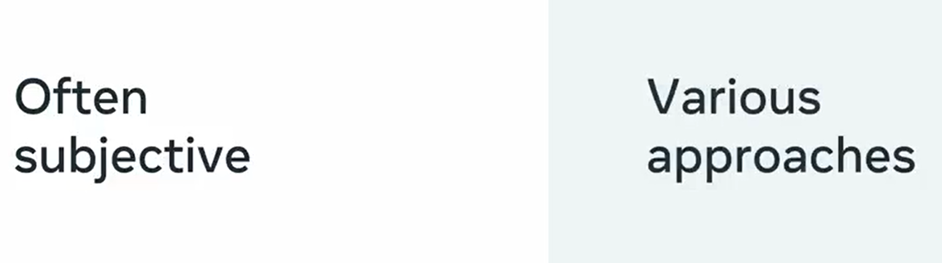 Often
subjective
Various
approaches